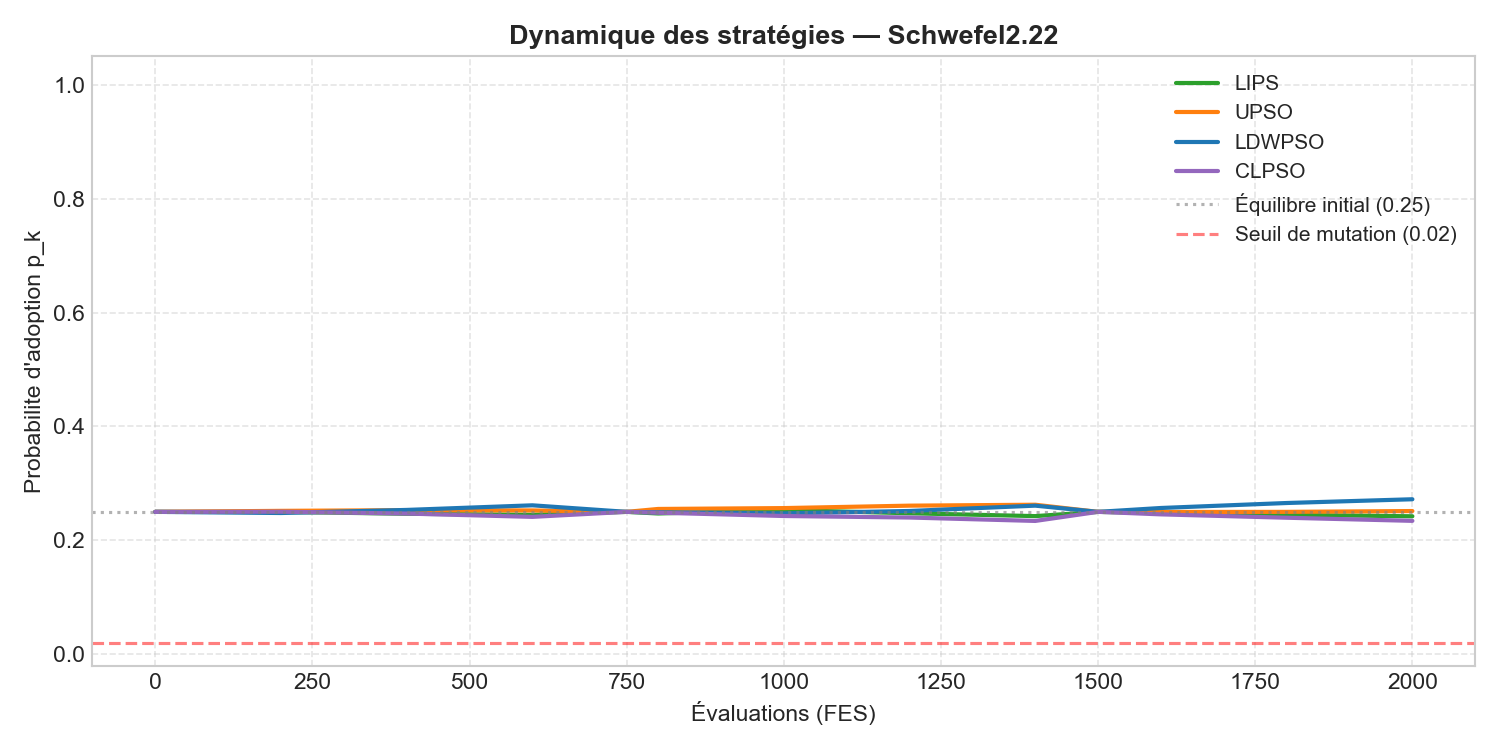 Dynamique des stratégies — Schwefel2.22
LIPS
UPSO
LDWPSO
CLPSO
Équilibre initial (0.25)
Seuil de mutation (0.02)
Probabilite d'adoption p_k
1.0
0.8
0.6
0.4
0.2
0.0
0 250 500 750 1000 1250 1500 1750 2000
Évaluations (FES)